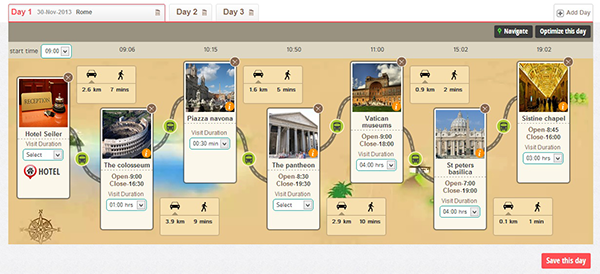 Day 1 30-Nov-2013 Rome
Day 2
Day 3
Add Day
Navigate
Optimize this day
start time 09:00
09:06
10:15
10:50
11:00
15:02
19:02
RECEPTION
Hotel Seiler
Visit Duration
Select
HOTEL
2.6 km 7 mins
The colosseum
Open-9:00
Close-16:30
Visit Duration
01:00 hrs
3.9 km 9 mins
Piazza navona
Visit Duration
00:30 min
1.6 km 5 mins
The pantheon
Open-8:30
Close-19:30
Visit Duration
Select
2.9 km 10 mins
Vatican
museums
Open-9:00
Close-18:00
Visit Duration
04:00 hrs
0.9 km 2 mins
St peters
basilica
Open-7:00
Close-19:00
Visit Duration
04:00 hrs
0.1 km 1 min
Sistine chapel
Open-8:45
Close-16:00
Visit Duration
03:00 hrs
Save this day